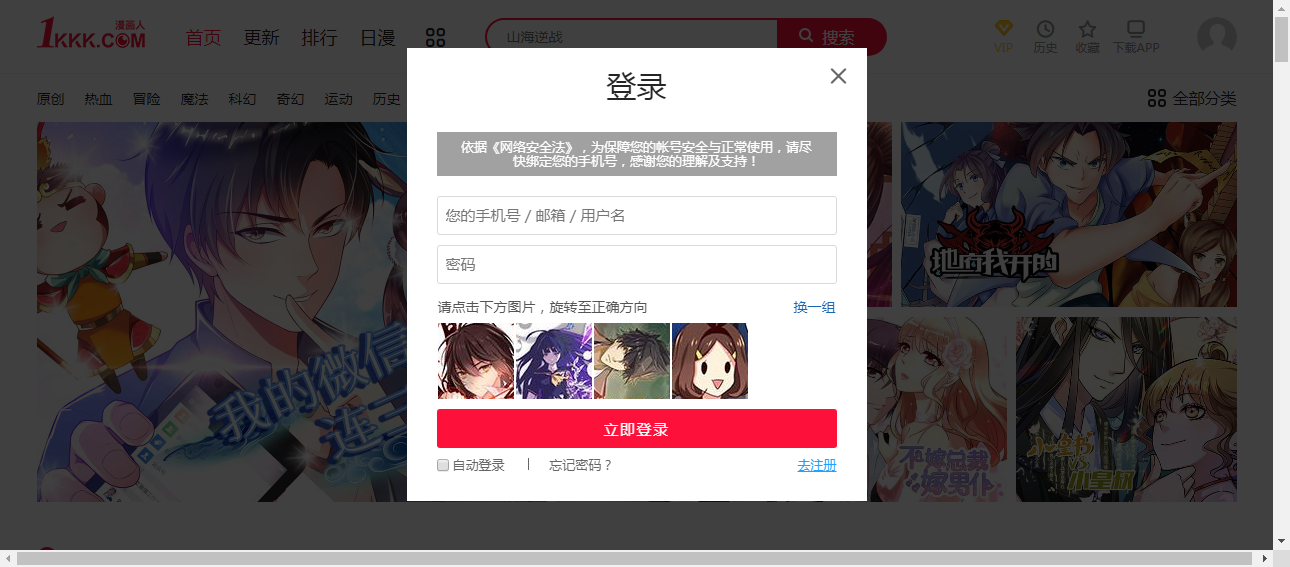 漫画人
1KKK.COM
首页 更新 排行 日漫
山海逆战
搜索
VIP 历史 收藏 下载APP
原创 热血 冒险 魔法 科幻 奇幻 运动 历史
全部分类
登录
依据《网络安全法》，为保障您的帐号安全与正常使用，请尽
快绑定您的手机号，感谢您的理解及支持！
您的手机号 / 邮箱 / 用户名
密码
请点击下方图片，旋转至正确方向 换一组
立即登录
自动登录 | 忘记密码？ 去注册
我的微信
连三界
地府我开的
不嫁总裁
嫁男仆